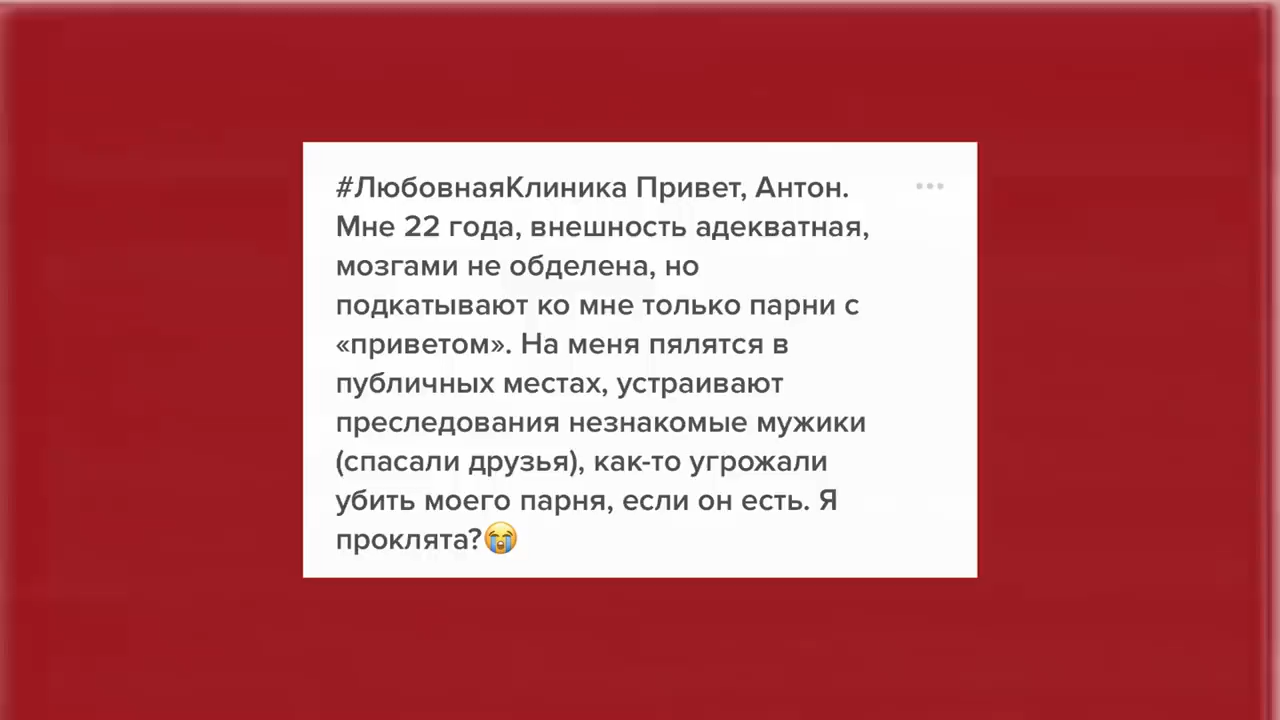 #ЛюбовнаяКлиника Привет, Антон.
Мне 22 года, внешность адекватная,
мозгами не обделена, но
подкатывают ко мне только парни с
«приветом». На меня пялятся в
публичных местах, устраивают
преследования незнакомые мужики
(спасали друзья), как-то угрожали
убить моего парня, если он есть. Я
проклята?😭